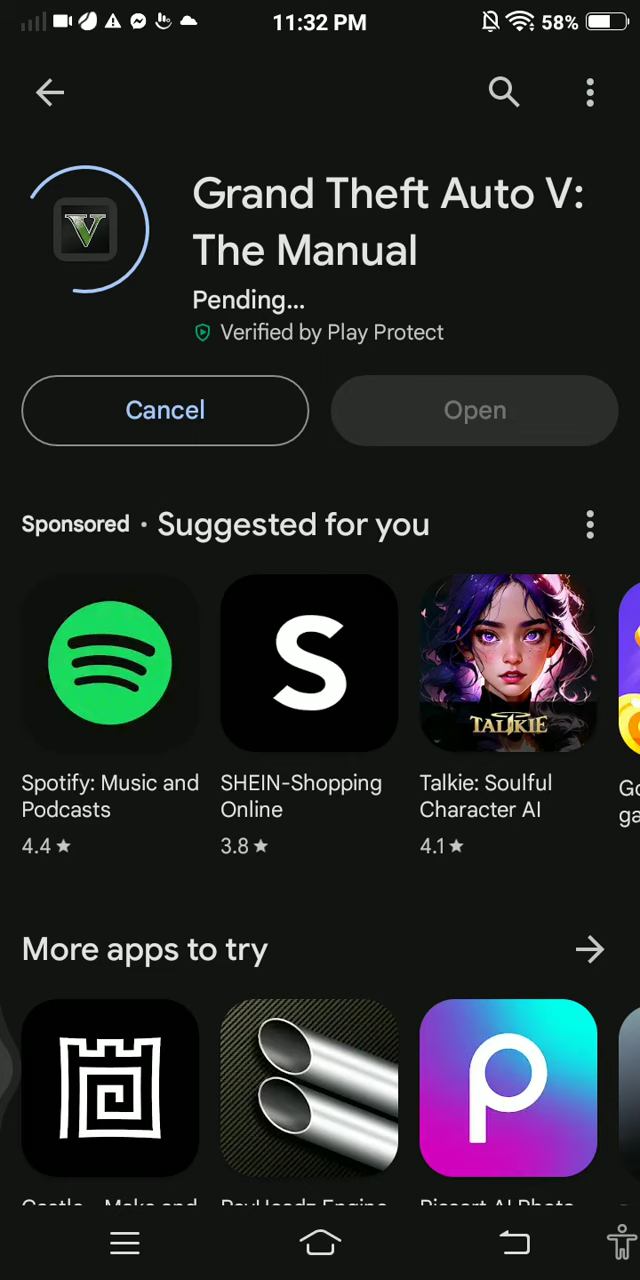 11:32 PM
58%
Grand Theft Auto V:
The Manual
Pending...
Verified by Play Protect
Cancel
Open
Sponsored • Suggested for you
S
TALKIE
Spotify: Music and
Podcasts
4.4 ★
SHEIN-Shopping
Online
3.8 ★
Talkie: Soulful
Character AI
4.1 ★
Go
ga
More apps to try